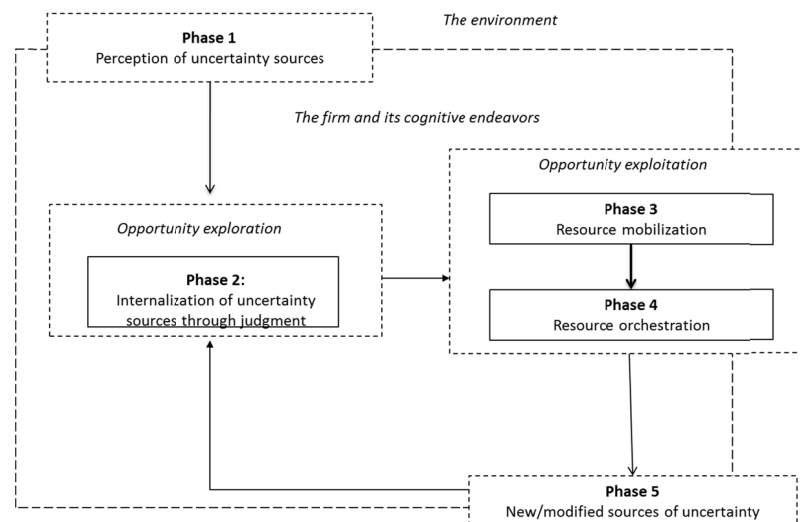 The environment
Phase 1
Perception of uncertainty sources
The firm and its cognitive endeavors
Opportunity exploitation
Phase 3
Resource mobilization
Opportunity exploration
Phase 2:
Internalization of uncertainty
sources through judgment
Phase 4
Resource orchestration
Phase 5
New/modified sources of uncertainty